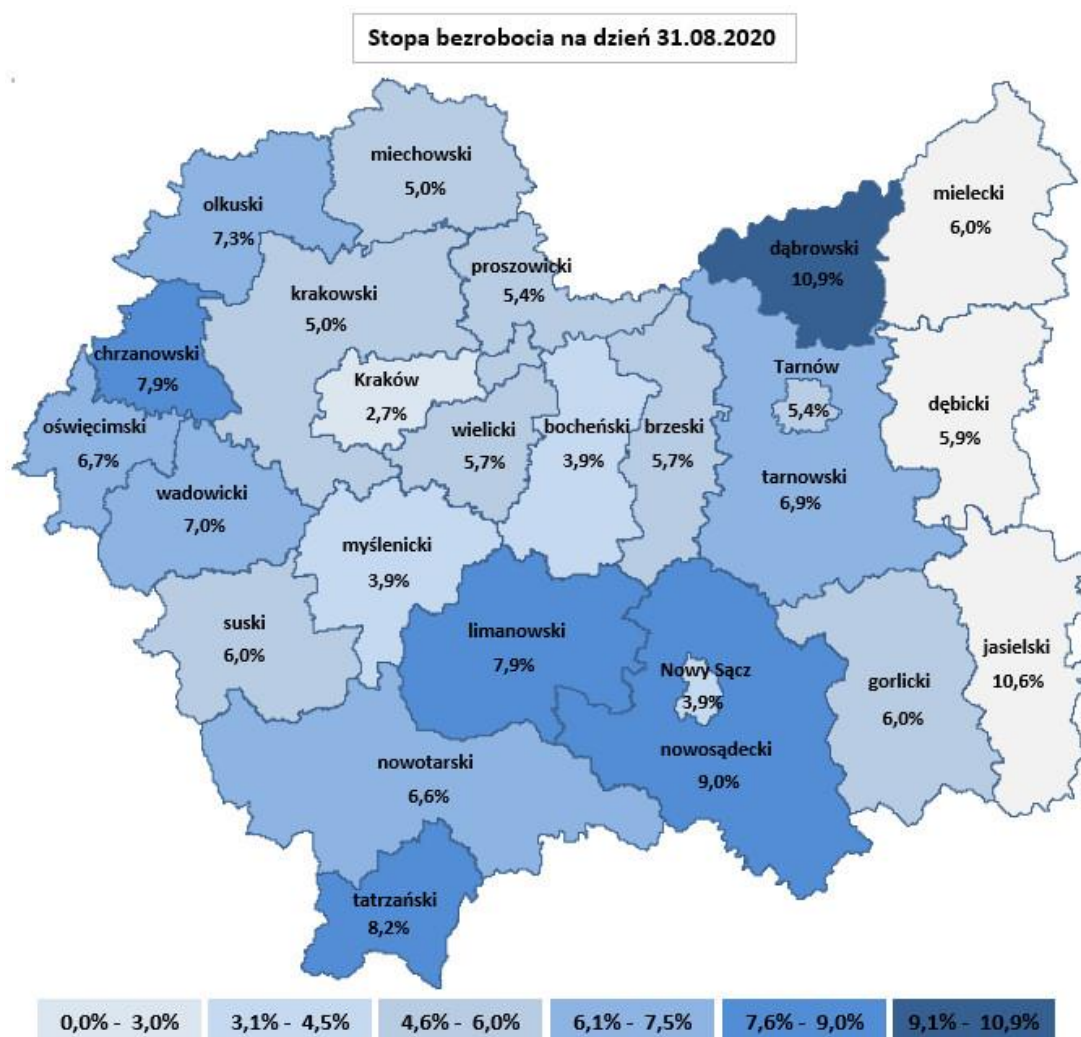 Stopa bezrobocia na dzień 31.08.2020
miechowski
5,0%
olkuski
7,3%
mielecki
6,0%
dąbrowski
10,9%
proszowicki
5,4%
krakowski
5,0%
chrzanowski
7,9%
Kraków
2,7%
Tarnów
5,4%
dębicki
5,9%
oświęcimski
6,7%
wielicki
5,7%
bocheński
3,9%
brzeski
5,7%
tarnowski
6,9%
wadowicki
7,0%
myślenicki
3,9%
suski
6,0%
limanowski
7,9%
Nowy Sącz
3,9%
jasielski
10,6%
gorlicki
6,0%
nowosądecki
9,0%
nowotarski
6,6%
tatrzański
8,2%
0,0% - 3,0%
3,1% - 4,5%
4,6% - 6,0%
6,1% - 7,5%
7,6% - 9,0%
9,1% - 10,9%